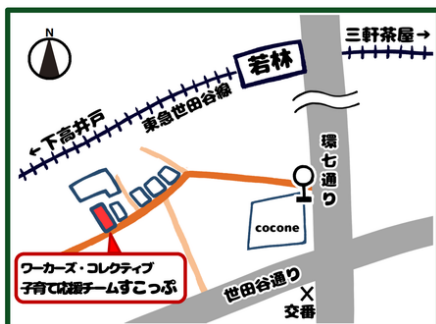 N
三軒茶屋→
若林
東急世田谷線
←下高井戸
環七通り
cocone
ワーカーズ・コレクティブ
子育て応援チームすこっぷ
世田谷通り
交番